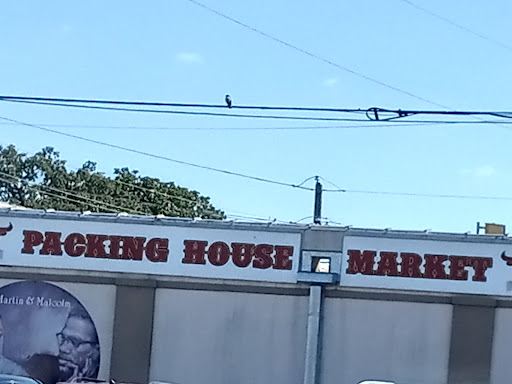 PACKING HOUSE MARKET
Martin & Malcolm